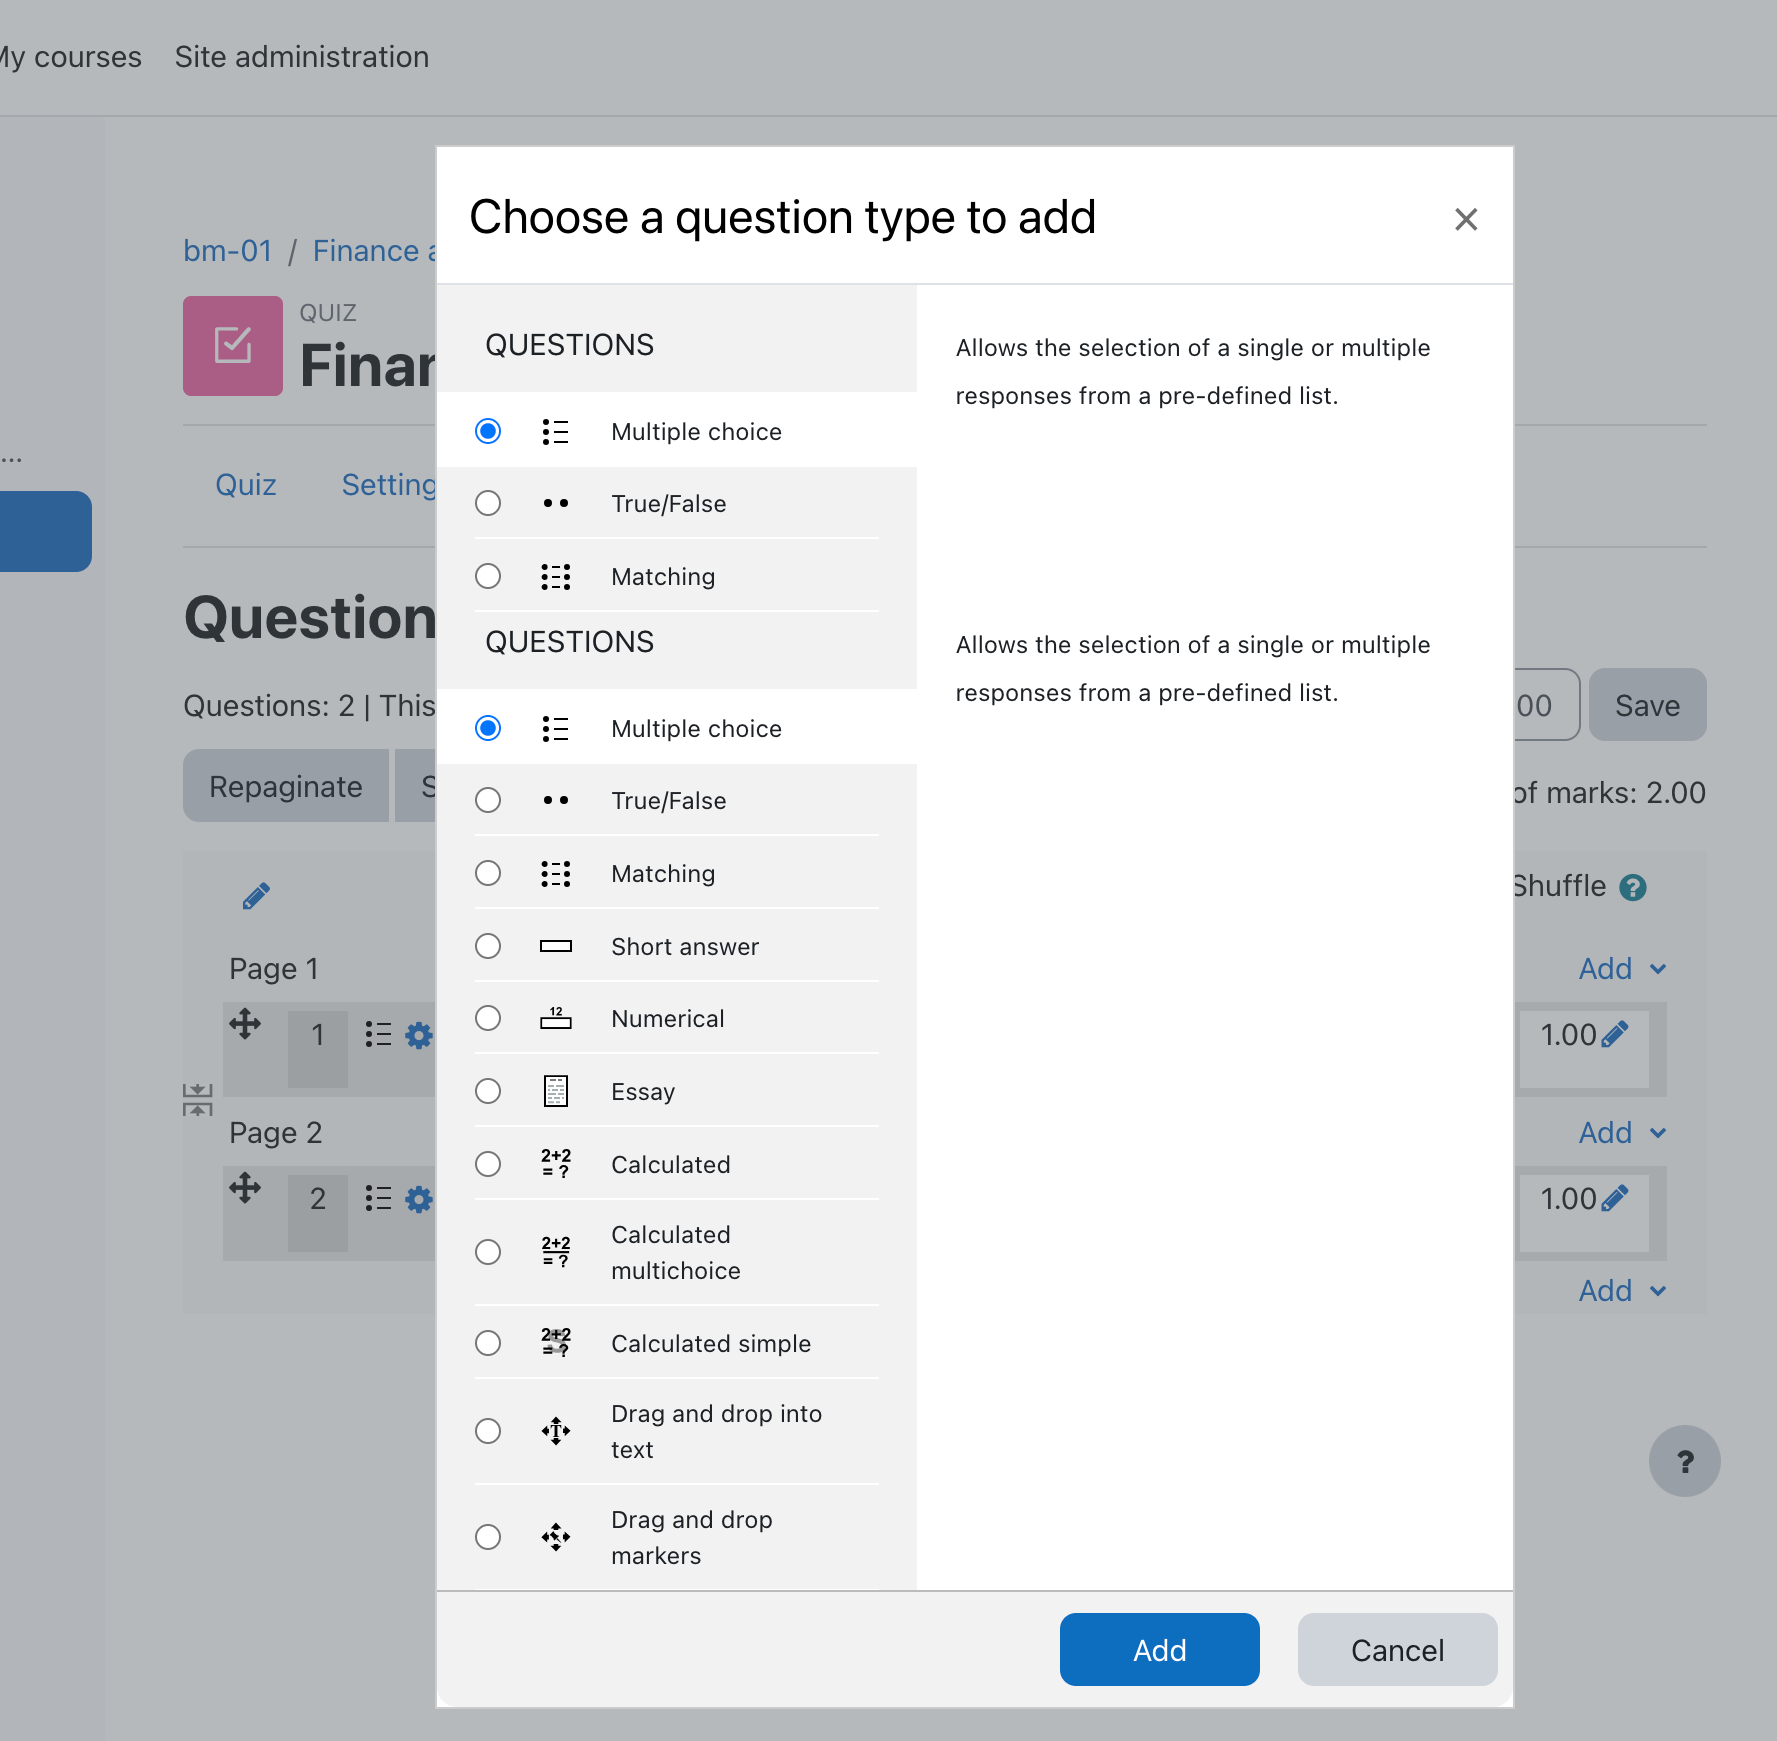 My courses Site administration
Choose a question type to add
bm-01 / Finance
QUIZ
QUESTIONS
Allows the selection of a single or multiple
responses from a pre-defined list.
Multiple choice
...
Quiz
True/False
Matching
QUESTIONS
Allows the selection of a single or multiple
responses from a pre-defined list.
Questions: 2 | This
00 Save
Multiple choice
Repaginate
of marks: 2.00
True/False
Matching
Shuffle ?
Short answer
Page 1
Add
Numerical
1
1.00
Essay
Page 2
Add
Calculated
2
1.00
Calculated
multichoice
Add
Calculated simple
Drag and drop into
text
?
Drag and drop
markers
Add Cancel